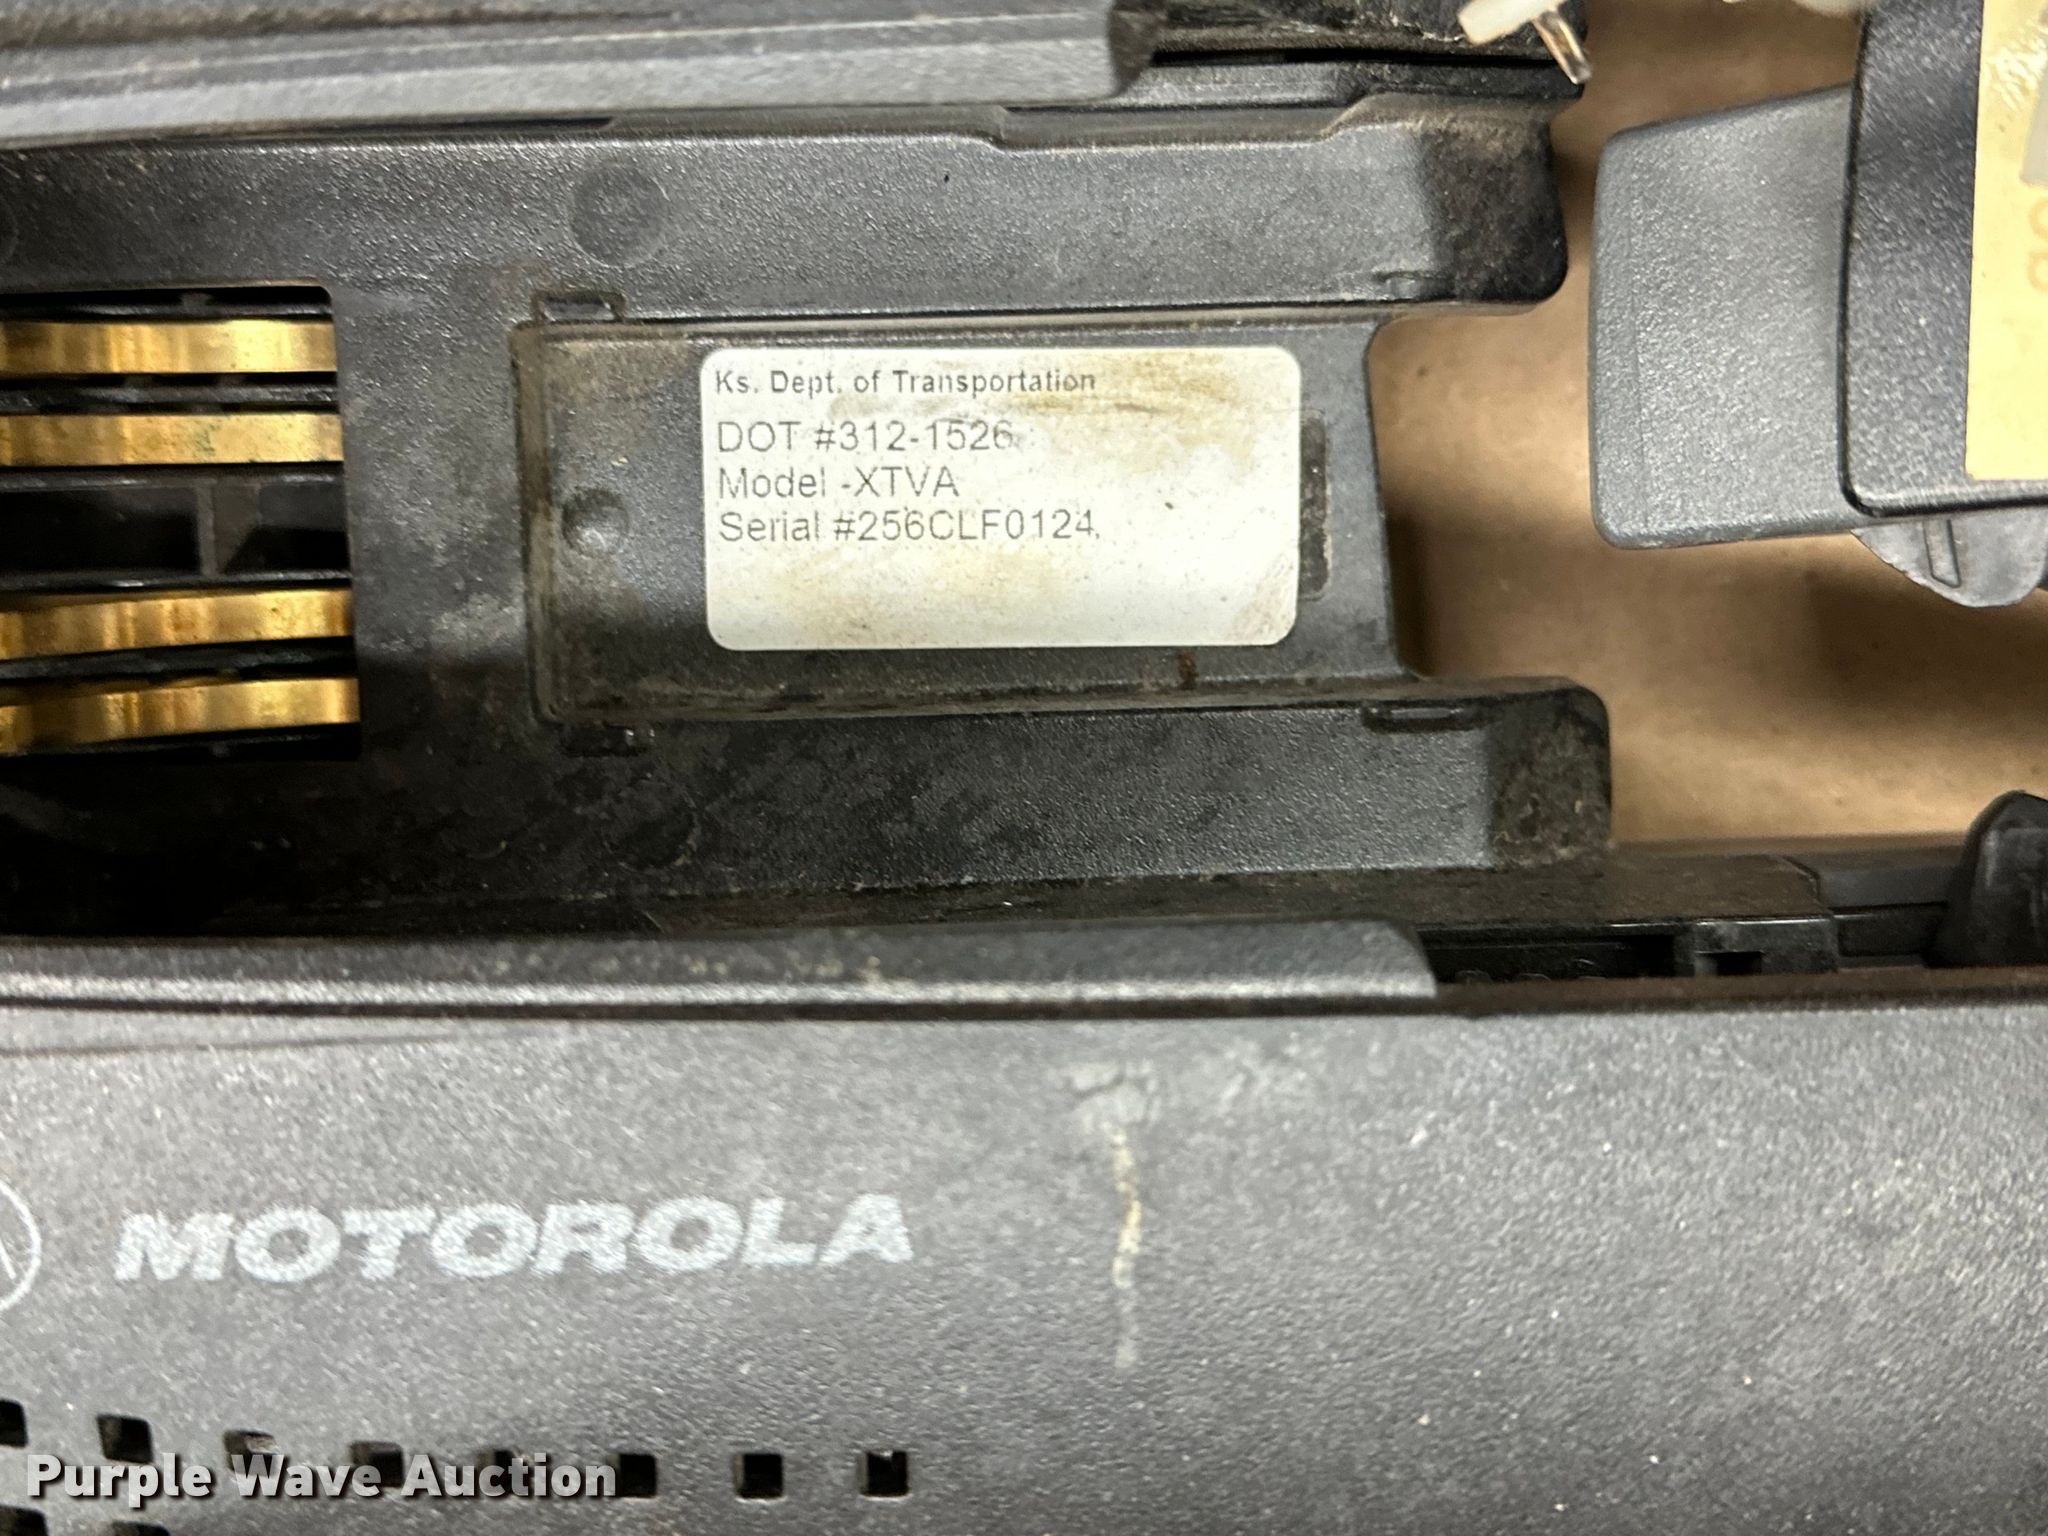 Ks. Dept. of Transportation
DOT #312-1526
Model -XTVA
Serial #256CLF0124
MOTOROLA
Purple Wave Auction